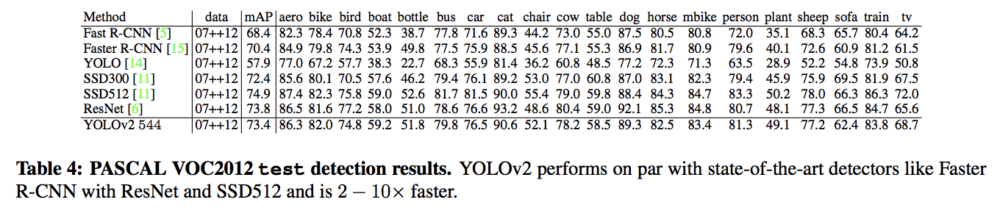 Method data mAP aero bike bird boat bottle bus car cat chair cow table dog horse mbike person plant sheep sofa train tv
Fast R-CNN [5] 07++12 68.4 82.3 78.4 70.8 52.3 38.7 77.8 71.6 89.3 44.2 73.0 55.0 87.5 80.5 80.8 72.0 35.1 68.3 65.7 80.4 64.2
Faster R-CNN [15] 07++12 70.4 84.9 79.8 74.3 53.9 49.8 77.5 75.9 88.5 45.6 77.1 55.3 86.9 81.7 80.9 79.6 40.1 72.6 60.9 81.2 61.5
YOLO [14] 07++12 57.9 77.0 67.2 57.7 38.3 22.7 68.3 55.9 81.4 36.2 60.8 48.5 77.2 72.3 71.3 63.5 28.9 52.2 54.8 73.9 50.8
SSD300 [11] 07++12 72.4 85.6 80.1 70.5 57.6 46.2 79.4 76.1 89.2 53.0 77.0 60.8 87.0 83.1 82.3 79.4 45.9 75.9 69.5 81.9 67.5
SSD512 [11] 07++12 74.9 87.4 82.3 75.8 59.0 52.6 81.7 81.5 90.0 55.4 79.0 59.8 88.4 84.3 84.7 83.3 50.2 78.0 66.3 86.3 72.0
ResNet [6] 07++12 73.8 86.5 81.6 77.2 58.0 51.0 78.6 76.6 93.2 48.6 80.4 59.0 92.1 85.3 84.8 80.7 48.1 77.3 66.5 84.7 65.6
YOLOv2 544 07++12 73.4 86.3 82.0 74.8 59.2 51.8 79.8 76.5 90.6 52.1 78.2 58.5 89.3 82.5 83.4 81.3 49.1 77.2 62.4 83.8 68.7
Table 4: PASCAL VOC2012 test detection results. YOLOv2 performs on par with state-of-the-art detectors like Faster
R-CNN with ResNet and SSD512 and is 2 − 10× faster.